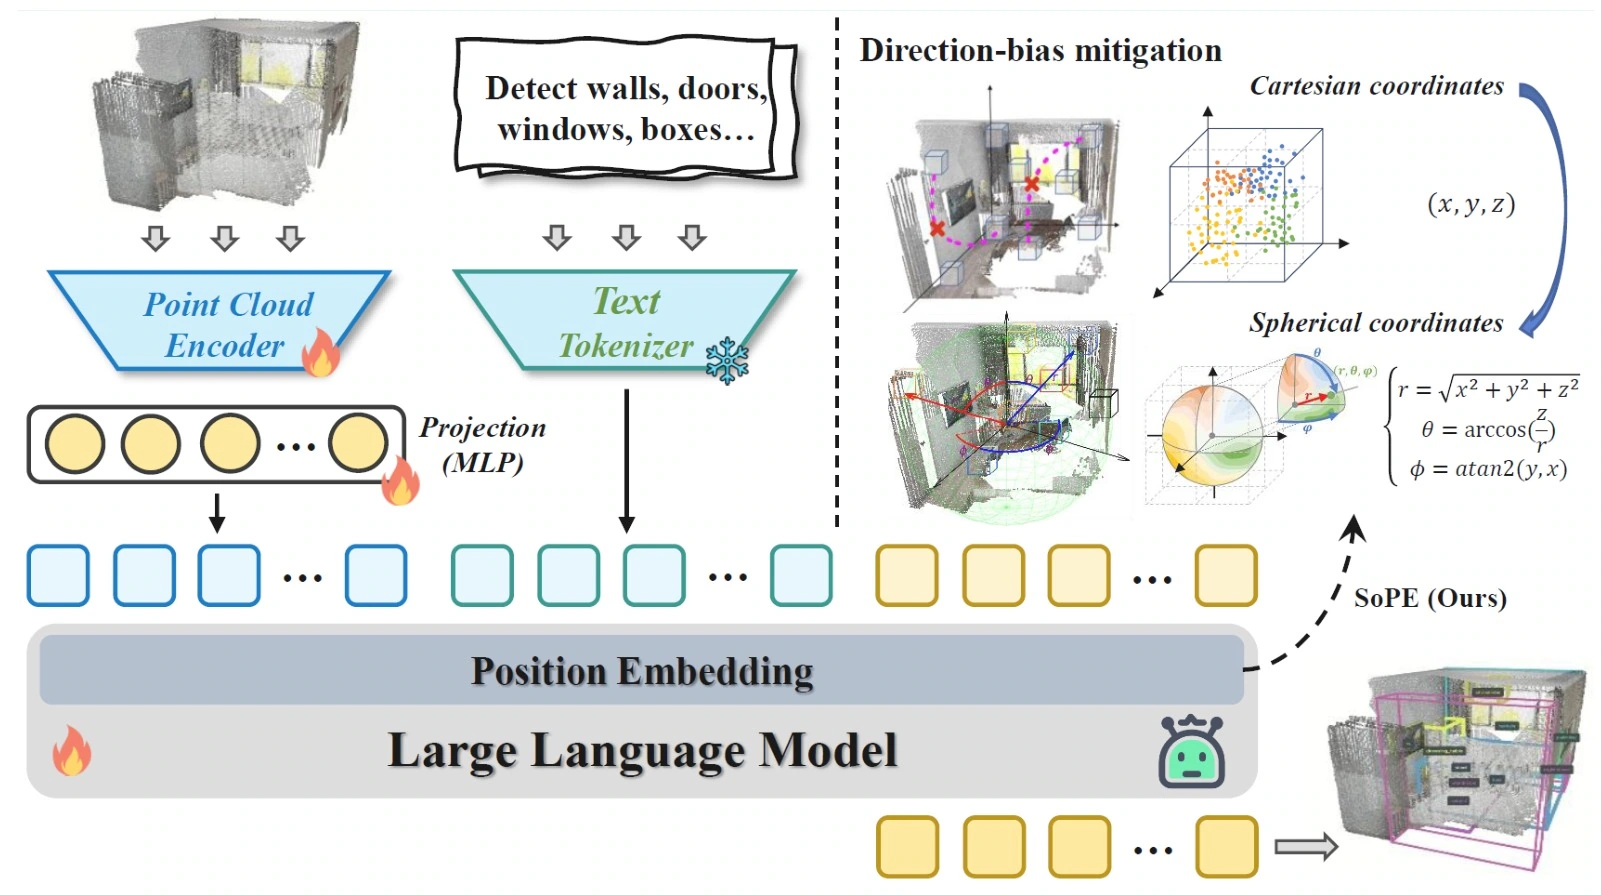 Detect walls, doors,
windows, boxes...
Point Cloud
Encoder
Text
Tokenizer
Projection
(MLP)
Direction-bias mitigation
Cartesian coordinates
(x, y, z)
Spherical coordinates
θ
(r, θ, φ)
r
φ
r = √x² + y² + z²
θ = arccos(z/r)
ϕ = atan2(y, x)
SoPE (Ours)
Position Embedding
Large Language Model